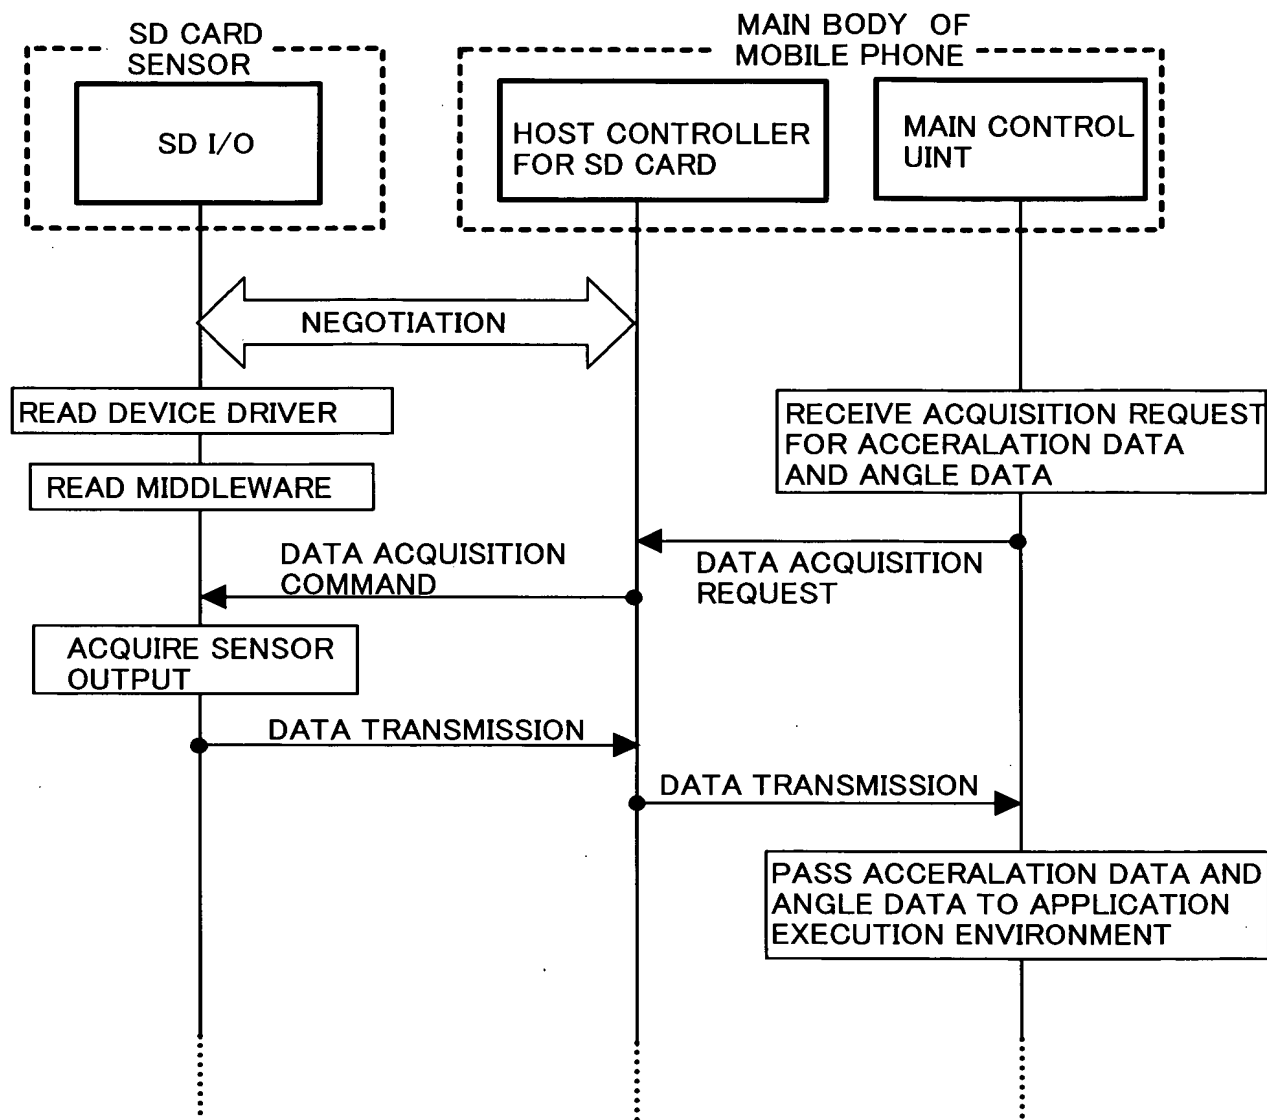 SD CARD
SENSOR
MAIN BODY OF
MOBILE PHONE
SD I/O
HOST CONTROLLER
FOR SD CARD
MAIN CONTROL
UINT
NEGOTIATION
READ DEVICE DRIVER
RECEIVE ACQUISITION REQUEST
FOR ACCERALATION DATA
AND ANGLE DATA
READ MIDDLEWARE
DATA ACQUISITION
COMMAND
DATA ACQUISITION
REQUEST
ACQUIRE SENSOR
OUTPUT
DATA TRANSMISSION
DATA TRANSMISSION
PASS ACCERALATION DATA AND
ANGLE DATA TO APPLICATION
EXECUTION ENVIRONMENT